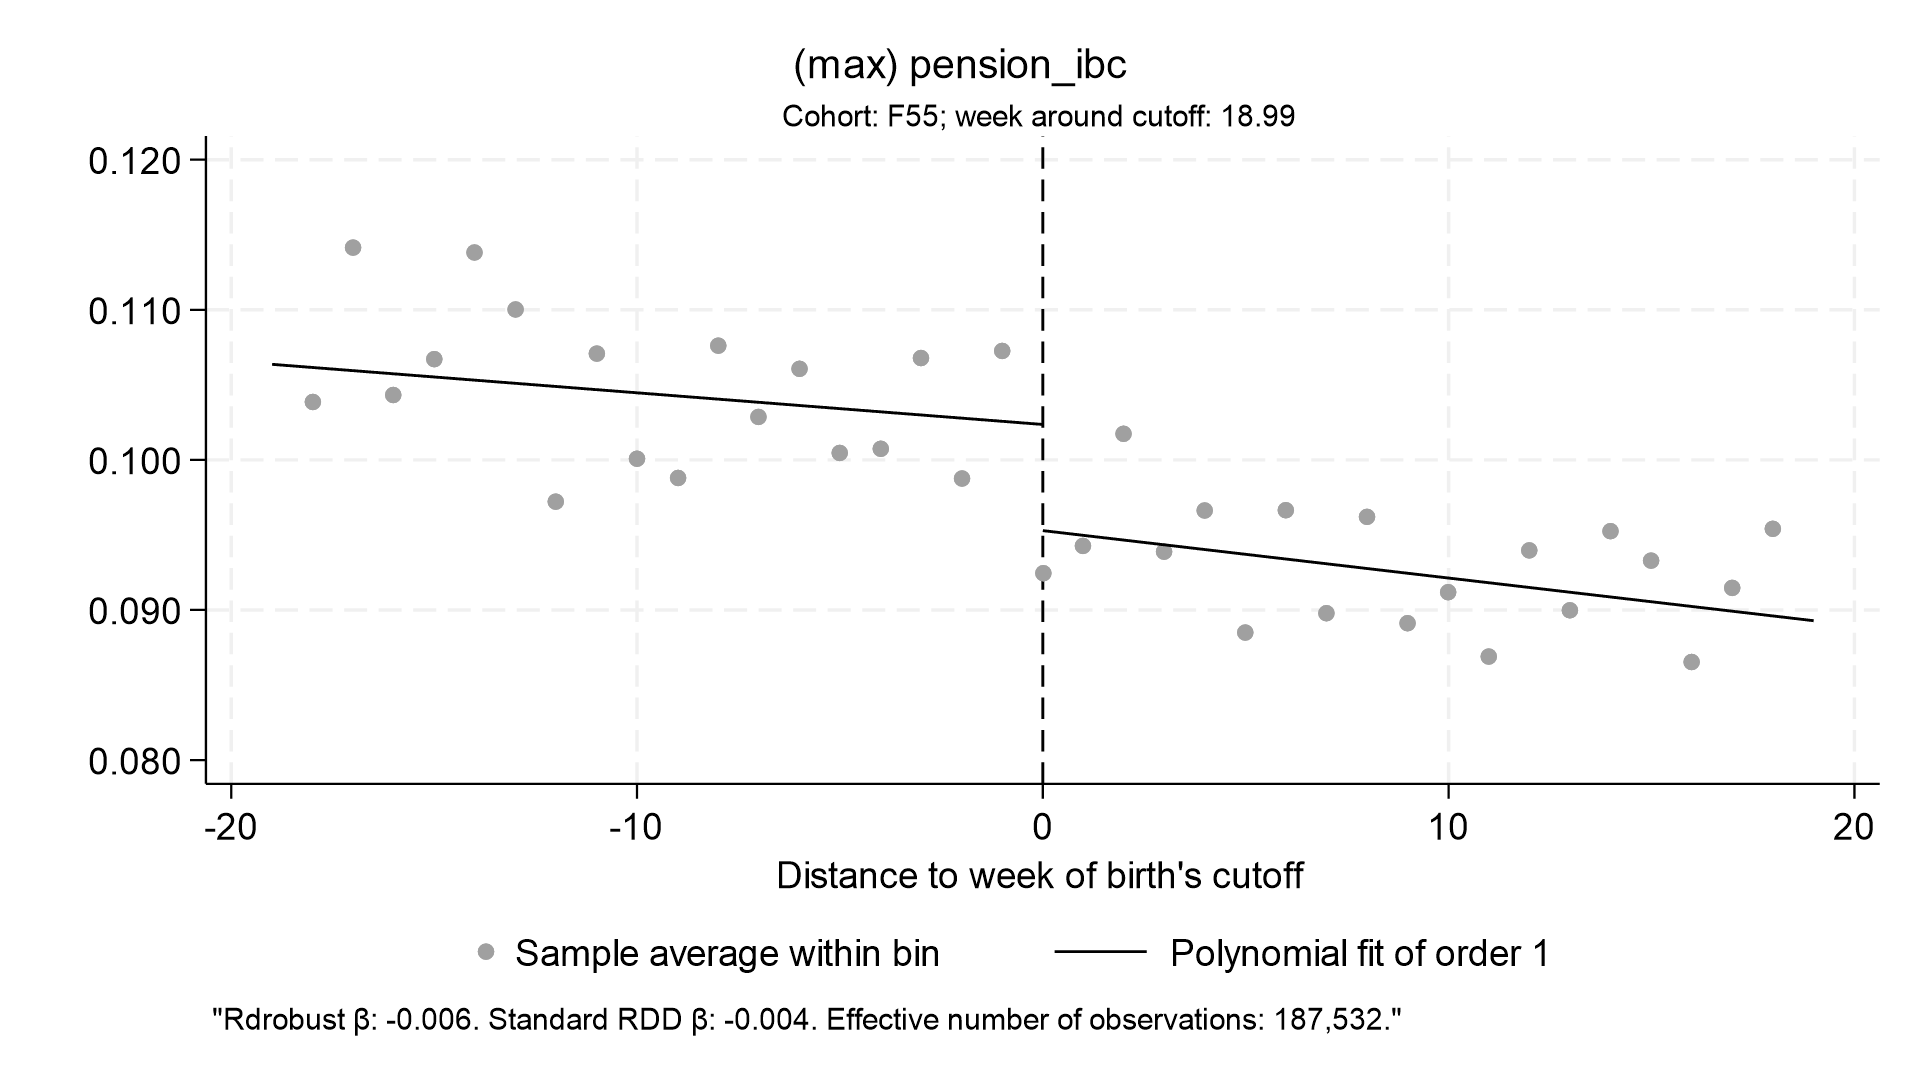 (max) pension_ibc
Cohort: F55; week around cutoff: 18.99
0.120
0.110
0.100
0.090
0.080
-20 -10 0 10 20
Distance to week of birth's cutoff
Sample average within bin Polynomial fit of order 1
"Rdrobust β: -0.006. Standard RDD β: -0.004. Effective number of observations: 187,532."